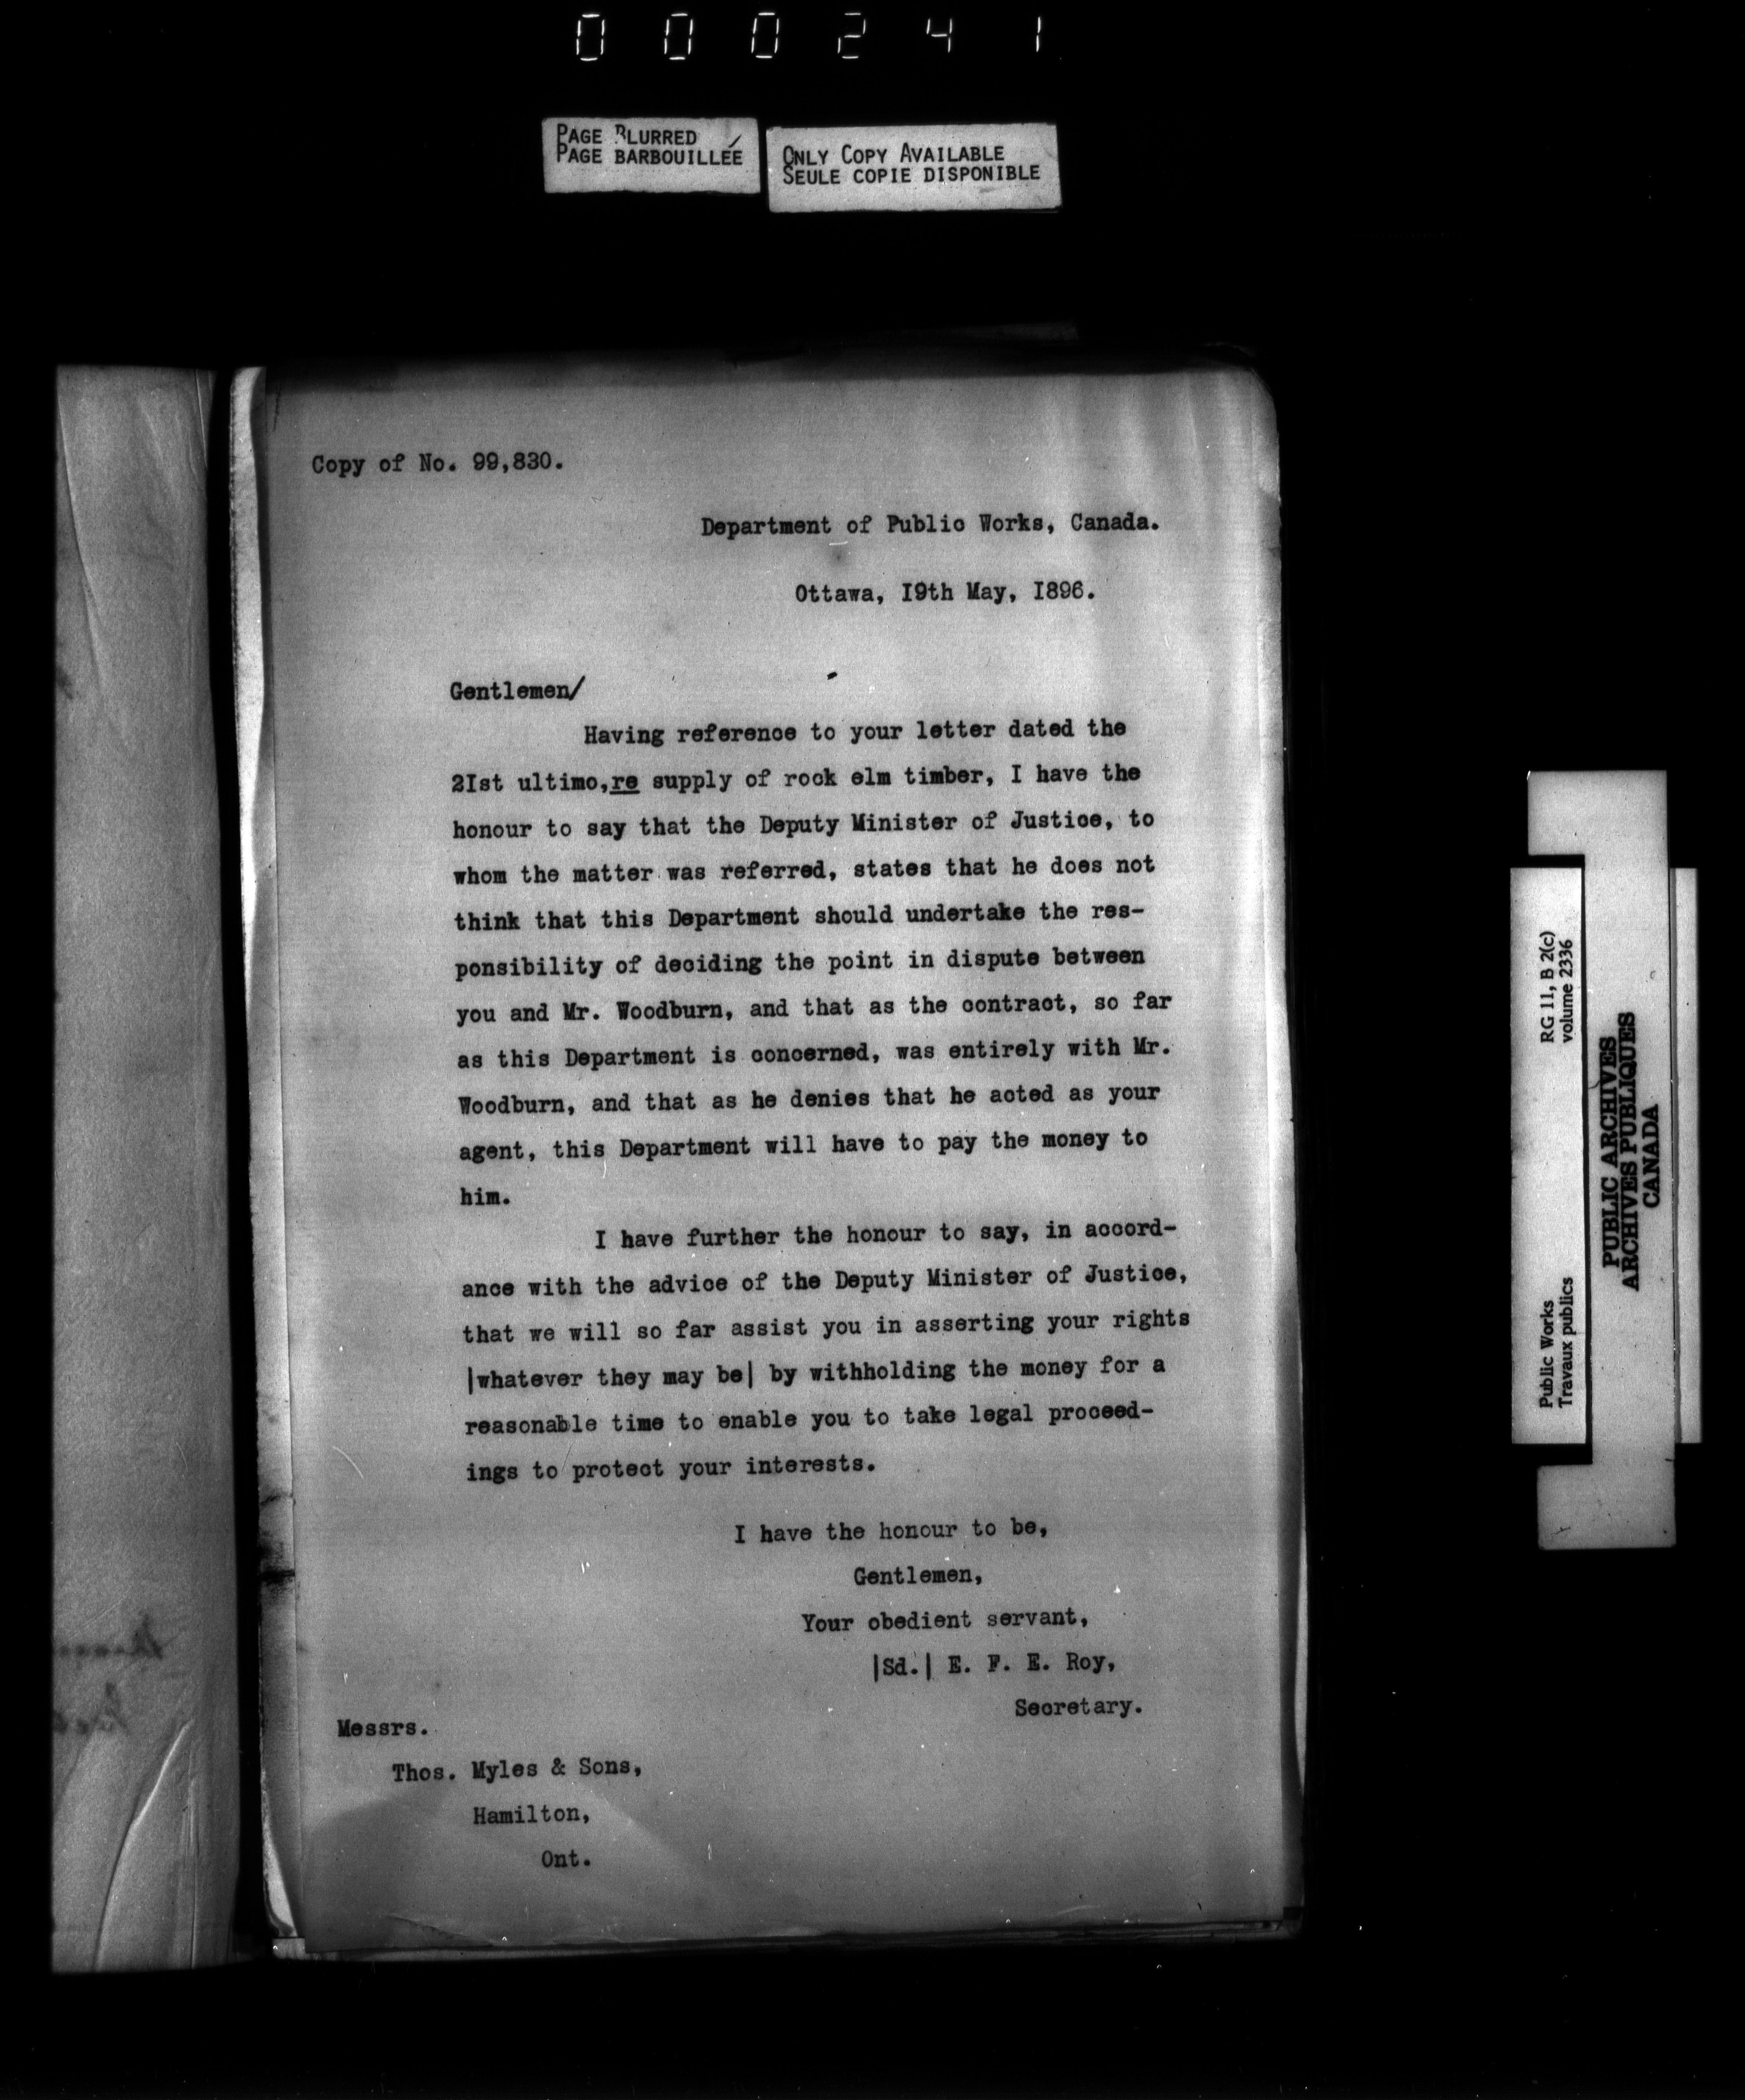 000241
PAGE BLURRED
PAGE BARBOUILLÉE
ONLY COPY AVAILABLE
SEULE COPIE DISPONIBLE
Copy of No. 99,830.
Department of Public Works, Canada.
Ottawa, I9th May, I896.
Gentlemen/
Having reference to your letter dated the
2Ist ultimo,re supply of rock elm timber, I have the
honour to say that the Deputy Minister of Justice, to
whom the matter was referred, states that he does not
think that this Department should undertake the res-
ponsibility of deciding the point in dispute between
you and Mr. Woodburn, and that as the contract, so far
as this Department is concerned, was entirely with Mr.
Woodburn, and that as he denies that he acted as your
agent, this Department will have to pay the money to
him.
I have further the honour to say, in accord-
ance with the advice of the Deputy Minister of Justice,
that we will so far assist you in asserting your rights
|whatever they may be| by withholding the money for a
reasonable time to enable you to take legal proceed-
ings to protect your interests.
I have the honour to be,
Gentlemen,
Your obedient servant,
|Sd.| E. F. E. Roy,
Secretary.
Messrs.
Thos. Myles & Sons,
Hamilton,
Ont.
Public Works
Travaux publics
RG 11, B 2(c)
volume 2336
PUBLIC ARCHIVES
ARCHIVES PUBLIQUES
CANADA